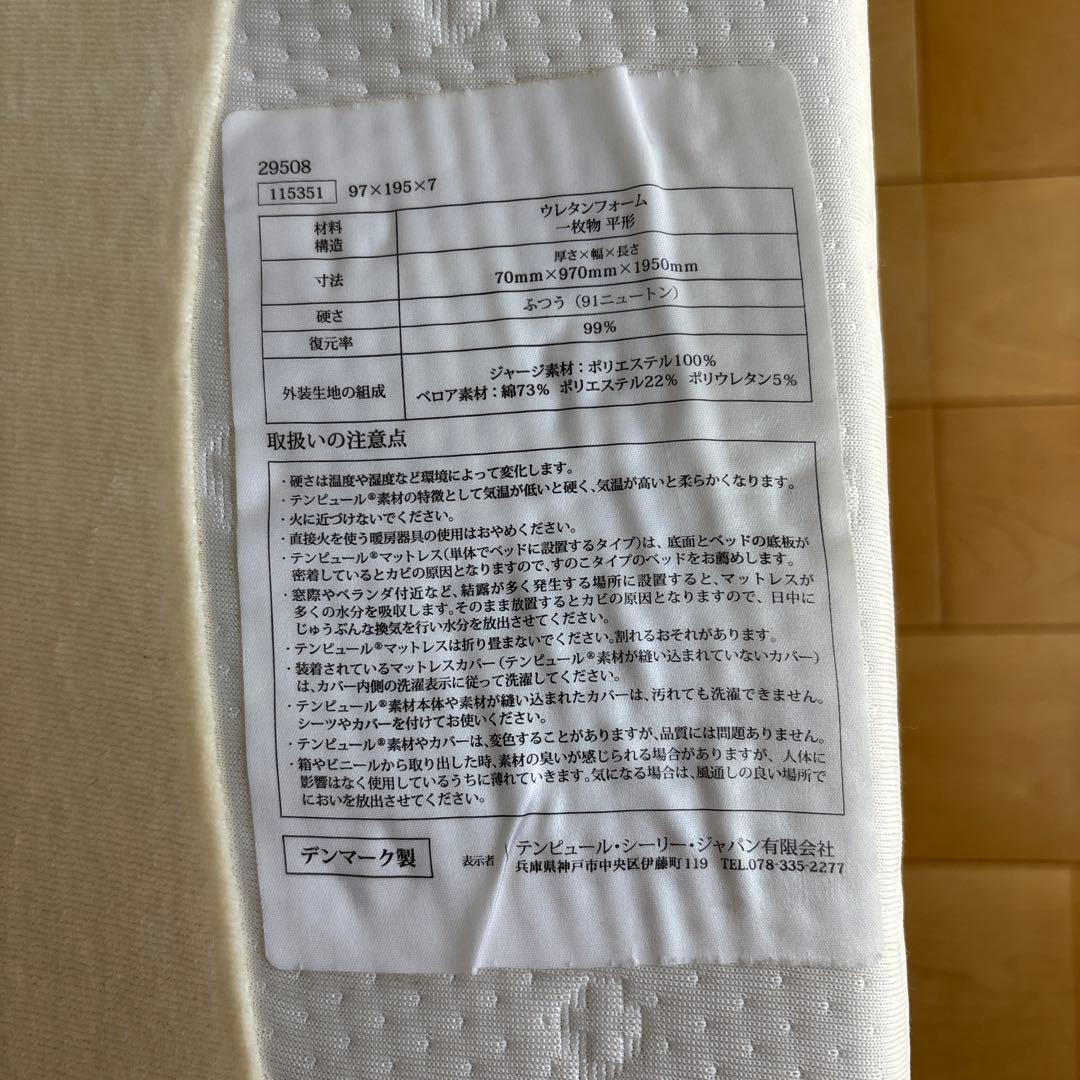 29508
115351 97×195×7
材料
構造
ウレタンフォーム
一枚物 平形
寸法
厚さ×幅×長さ
70mm×970mm×1950mm
硬さ
ふつう（91ニュートン）
復元率
99%
外装生地の組成
ジャージ素材：ポリエステル100%
ベロア素材：綿73% ポリエステル22% ポリウレタン5%
取扱いの注意点
・硬さは温度や湿度など環境によって変化します。
・テンピュール®素材の特徴として気温が低いと硬く、気温が高いと柔らかくなります。
・火に近づけないでください。
・直接火を使う暖房器具の使用はおやめください。
・テンピュール®マットレス（単体でベッドに設置するタイプ）は、底面とベッドの底板が
密着しているとカビの原因となりますので、すのこタイプのベッドをお薦めします。
・窓際やベランダ付近など、結露が多く発生する場所に設置すると、マットレスが
多くの水分を吸収します。そのまま放置するとカビの原因となりますので、日中に
じゅうぶんな換気を行い水分を放出させてください。
・テンピュール®マットレスは折り畳まないでください。割れるおそれがあります。
・装着されているマットレスカバー（テンピュール®素材が縫い込まれていないカバー）
は、カバー内側の洗濯表示に従って洗濯してください。
・テンピュール®素材本体や素材が縫い込まれたカバーは、汚れても洗濯できません。
シーツやカバーを付けてお使いください。
・テンピュール®素材やカバーは、変色することがありますが、品質には問題ありません。
・箱やビニールから取り出した時、素材の臭いが感じられる場合がありますが、人体に
影響はなく使用しているうちに薄れていきます。気になる場合は、風通しの良い場所で
においを放出させてください。
デンマーク製
表示者
テンピュール・シーリー・ジャパン有限会社
兵庫県神戸市中央区伊藤町119 TEL.078-335-2277